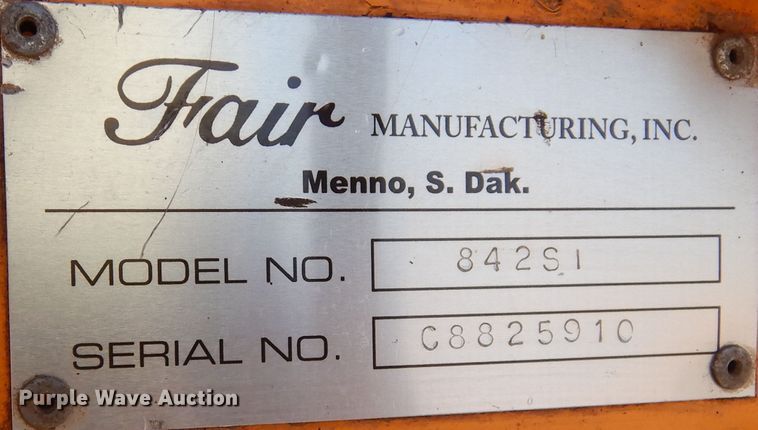 Fair MANUFACTURING, INC.
Menno, S. Dak.
MODEL NO. 842SI
SERIAL NO. C8825910
Purple Wave Auction